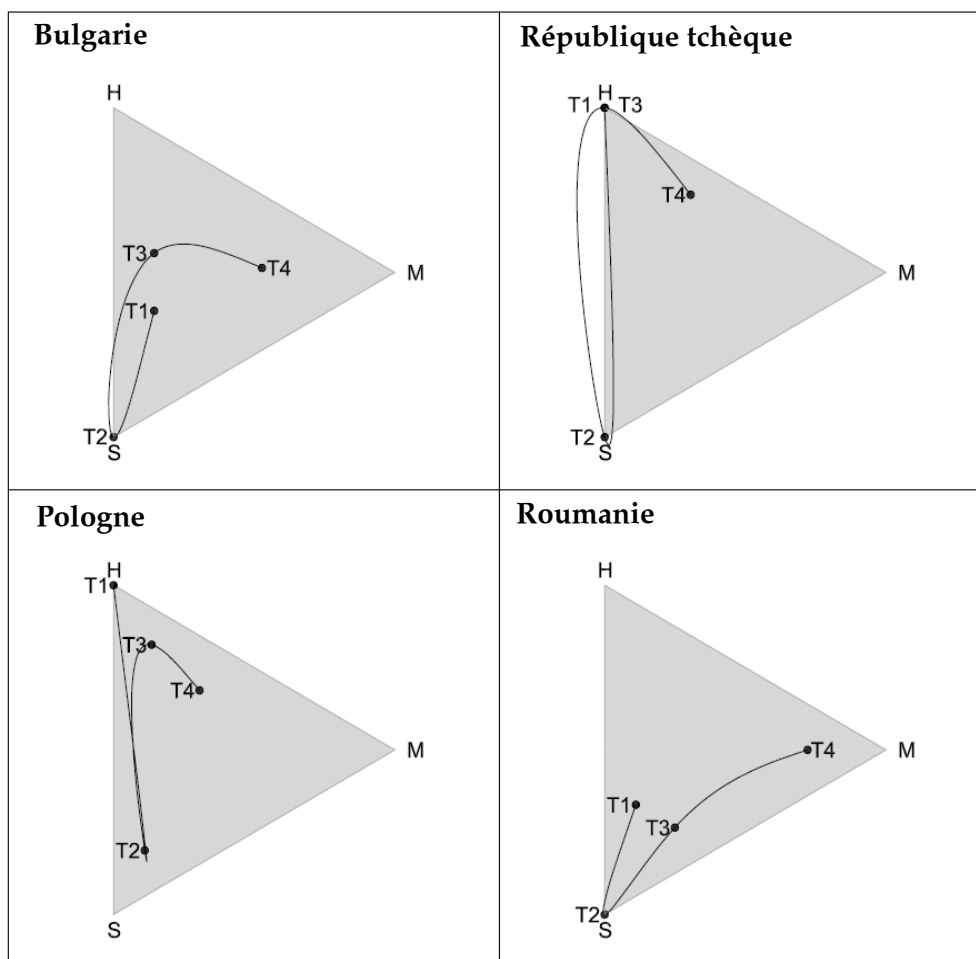 Bulgarie
H
T3
T4
M
T1
T2
S
République tchèque
H
T1 T3
T4
M
T2
S
Pologne
H
T1
T3
T4
M
T2
S
Roumanie
H
T4
M
T1
T3
T2
S